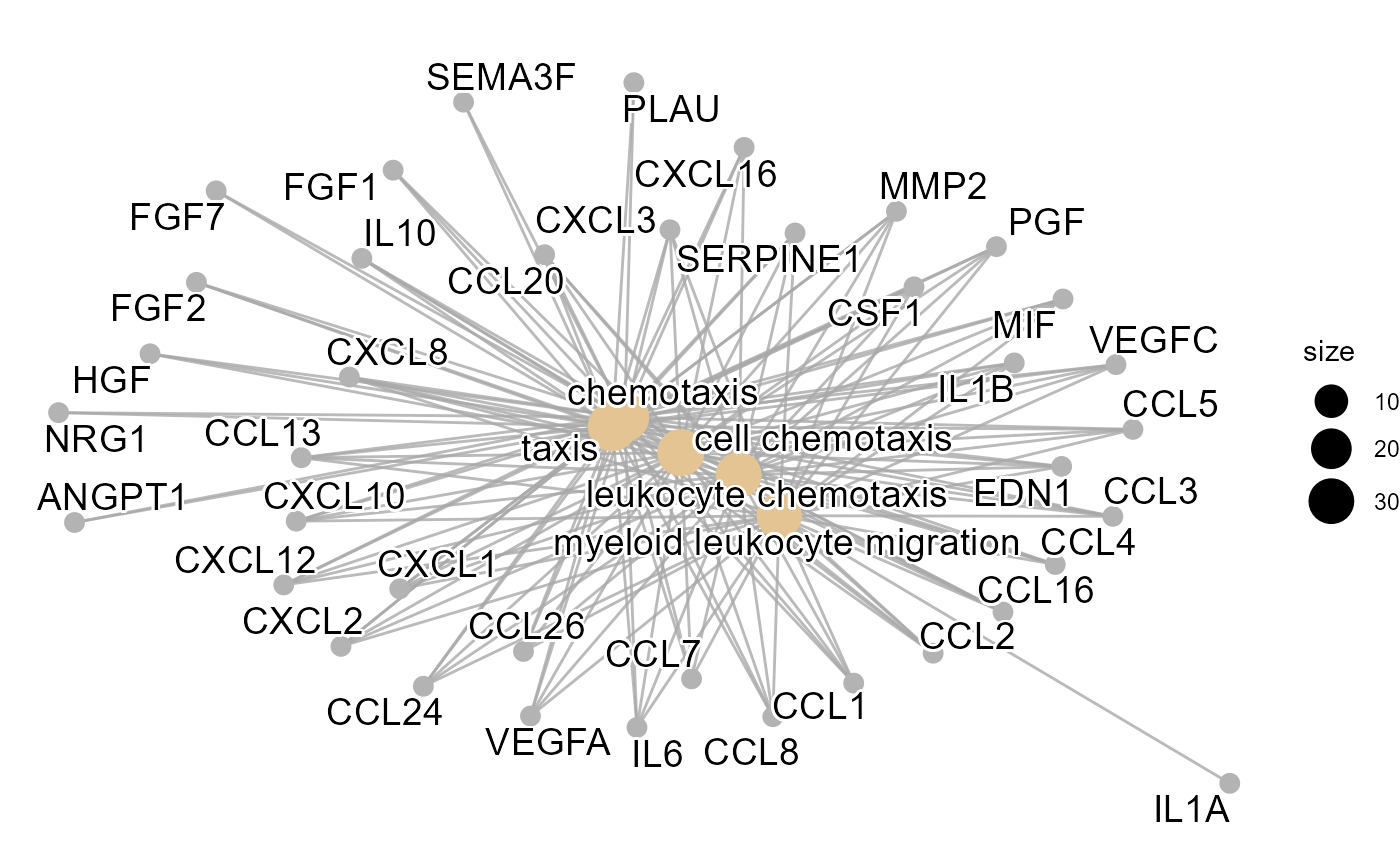 SEMA3F
PLAU
CXCL16
FGF1
MMP2
FGF7
IL10
CXCL3
PGF
SERPINE1
CCL20
FGF2
CSF1
MIF
VEGFC
CXCL8
size
HGF
chemotaxis
IL1B
10
CCL5
NRG1
CCL13
taxis
cell chemotaxis
20
ANGPT1
CXCL10
leukocyte chemotaxis
EDN1
CCL3
30
myeloid leukocyte migration
CCL4
CXCL12
CXCL1
CCL16
CXCL2
CCL26
CCL2
CCL7
CCL24
CCL1
VEGFA
IL6
CCL8
IL1A